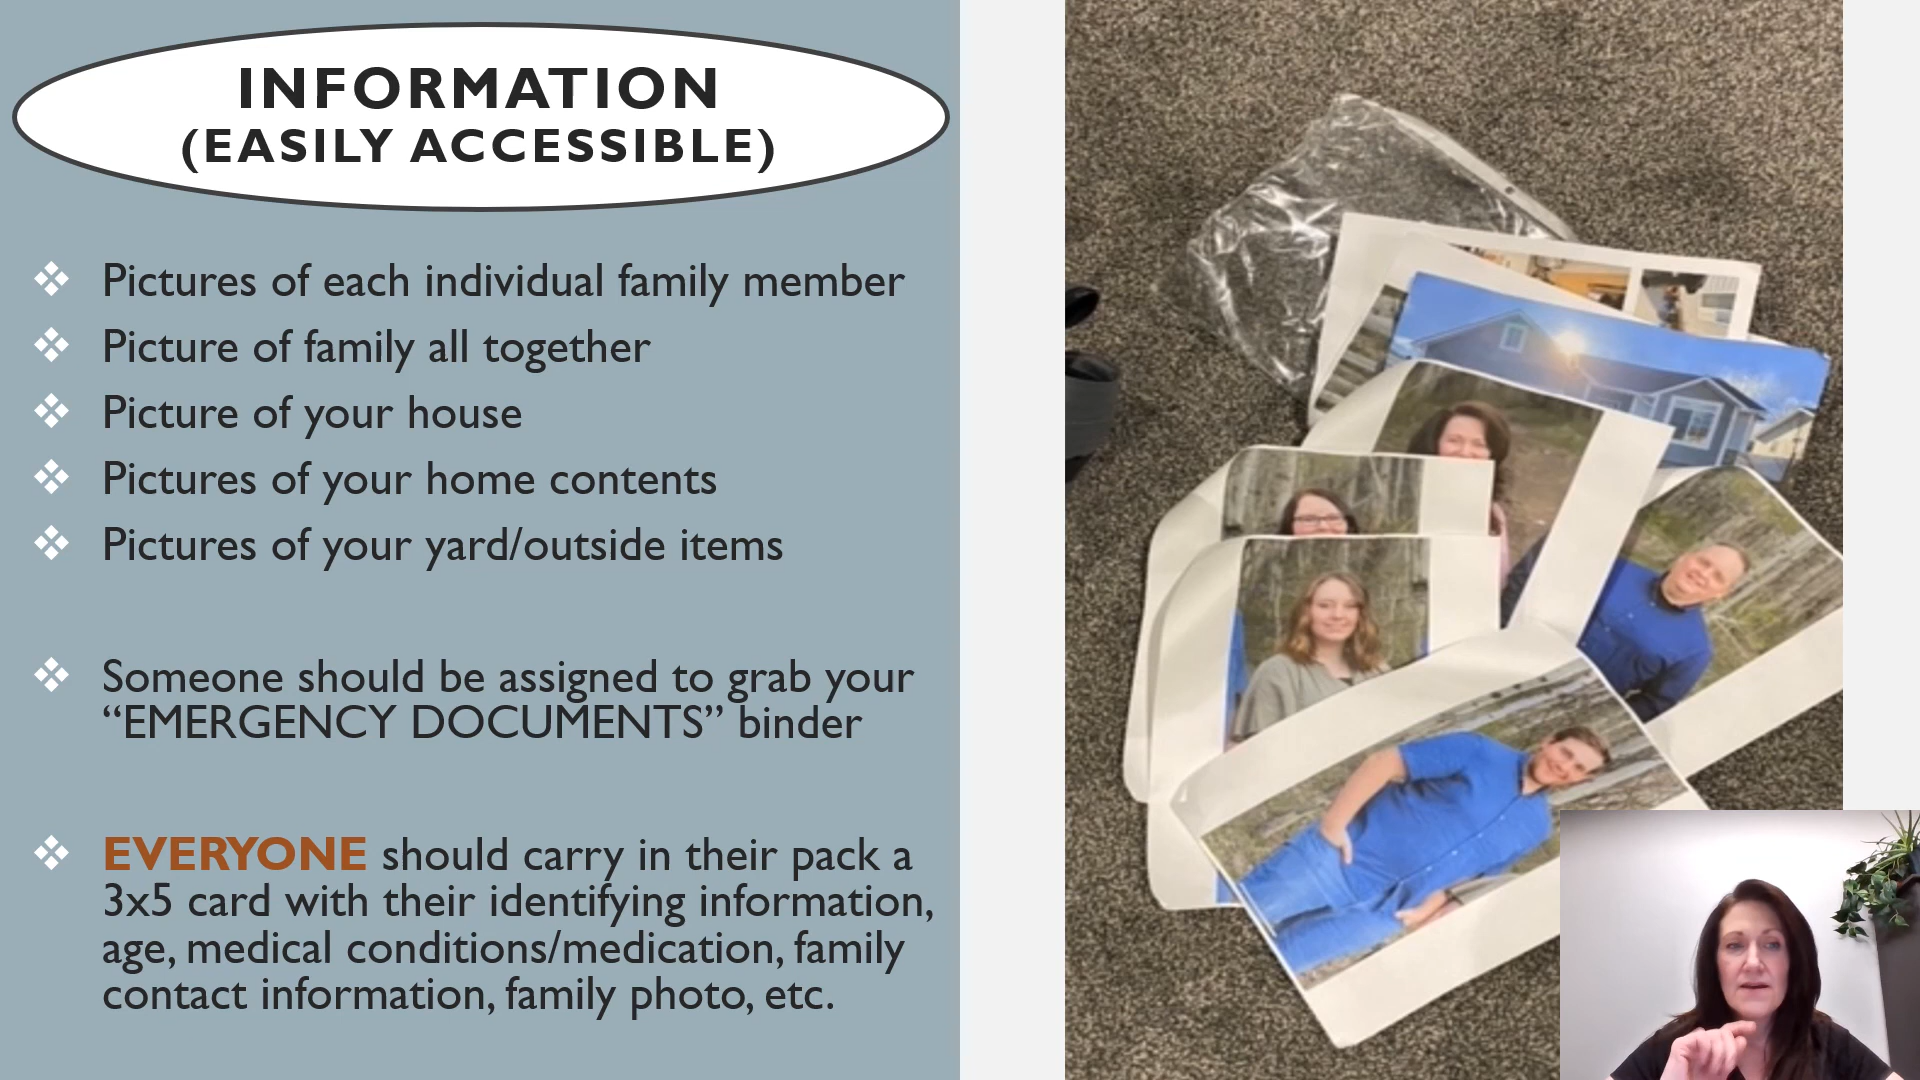 INFORMATION
(EASILY ACCESSIBLE)
Pictures of each individual family member
Picture of family all together
Picture of your house
Pictures of your home contents
Pictures of your yard/outside items
Someone should be assigned to grab your
“EMERGENCY DOCUMENTS” binder
EVERYONE should carry in their pack a
3x5 card with their identifying information,
age, medical conditions/medication, family
contact information, family photo, etc.